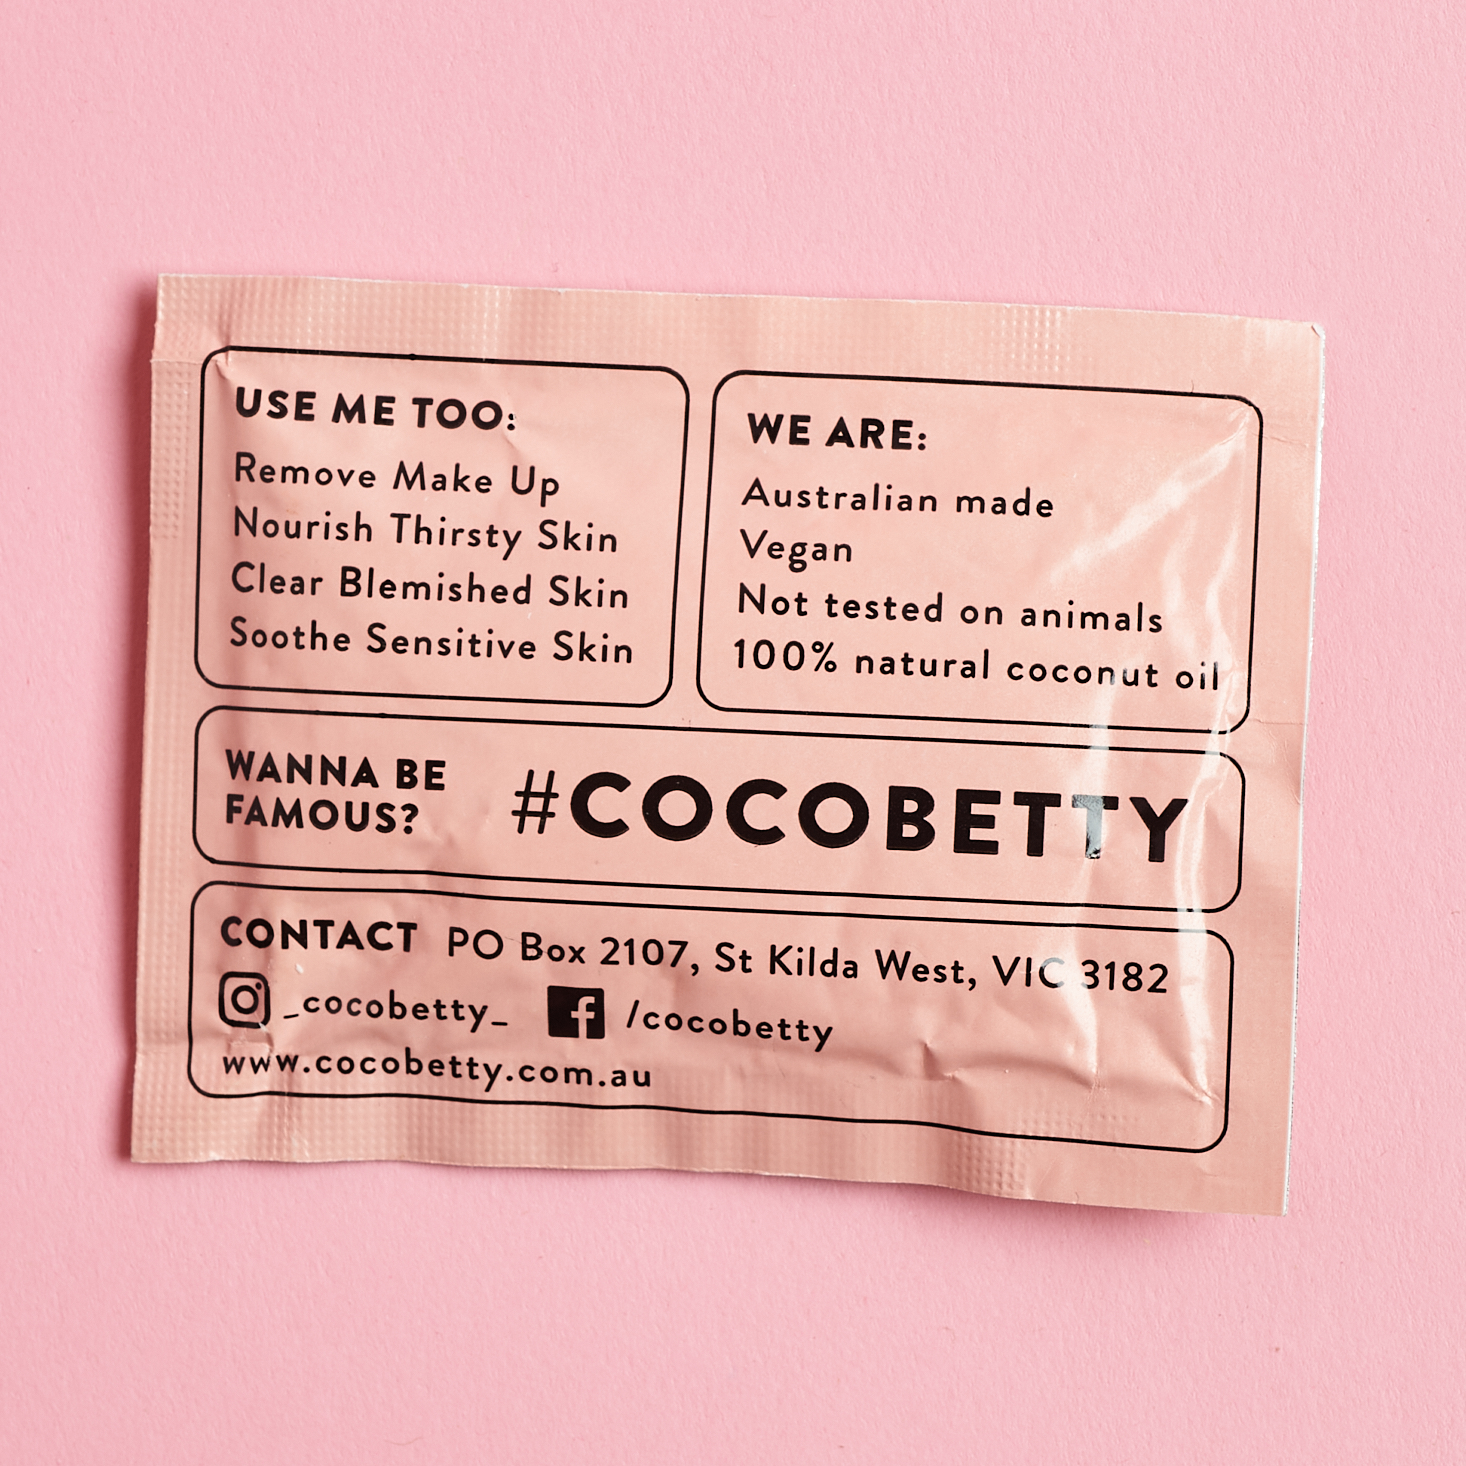 USE ME TOO:
Remove Make Up
Nourish Thirsty Skin
Clear Blemished Skin
Soothe Sensitive Skin
WE ARE:
Australian made
Vegan
Not tested on animals
100% natural coconut oil
WANNA BE
FAMOUS?
#COCOBETTY
CONTACT PO Box 2107, St Kilda West, VIC 3182
_cocobetty_ /cocobetty
www.cocobetty.com.au